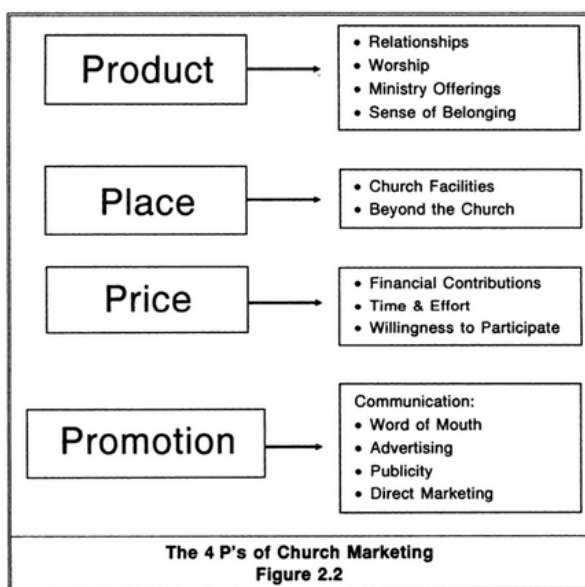 Product
• Relationships
• Worship
• Ministry Offerings
• Sense of Belonging
Place
• Church Facilities
• Beyond the Church
Price
• Financial Contributions
• Time & Effort
• Willingness to Participate
Promotion
Communication:
• Word of Mouth
• Advertising
• Publicity
• Direct Marketing
The 4 P's of Church Marketing
Figure 2.2